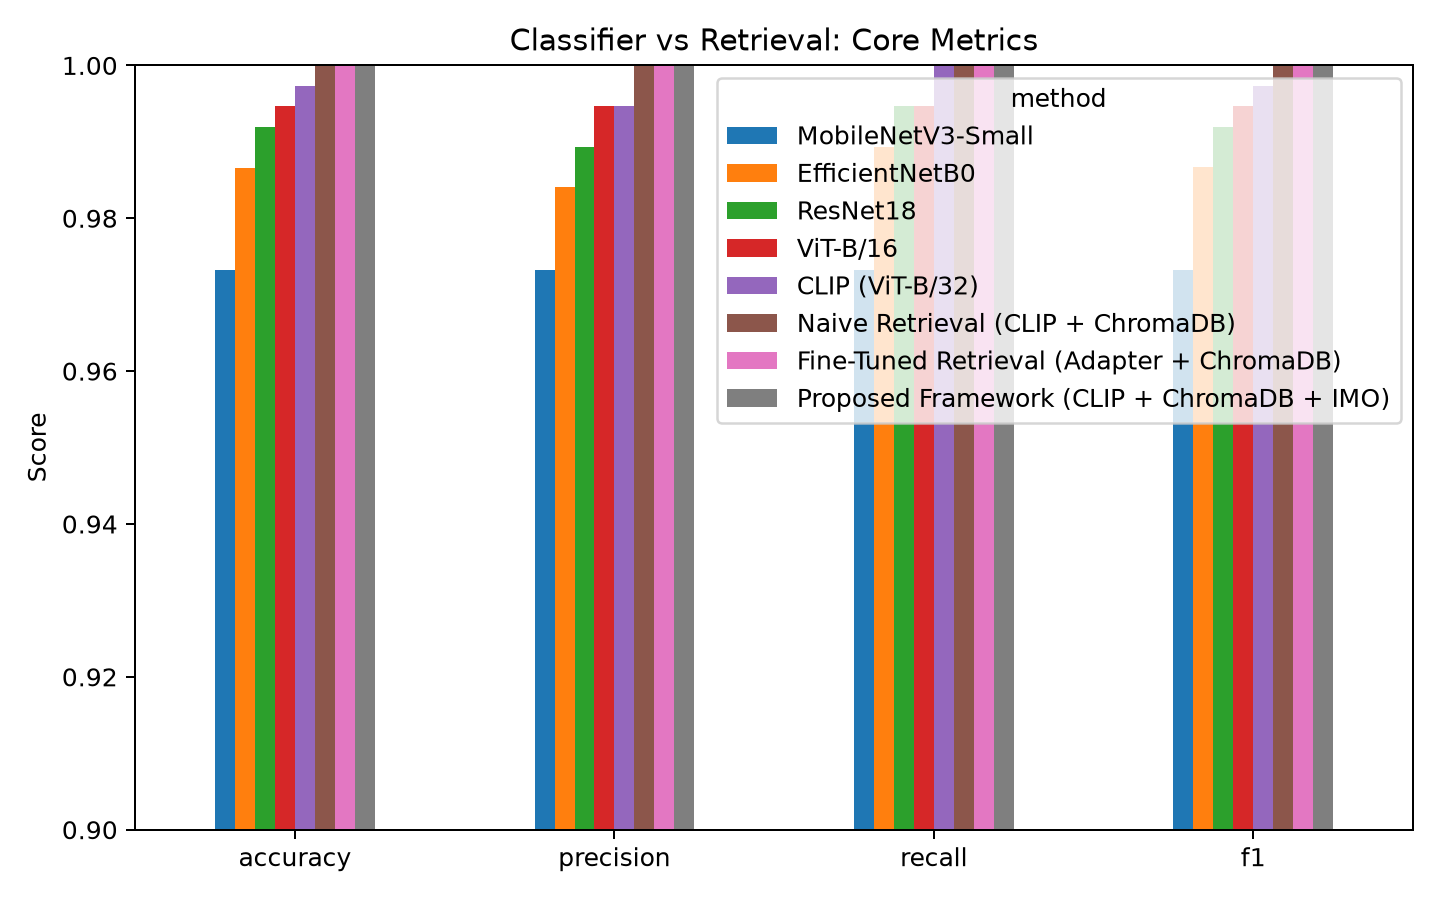 Classifier vs Retrieval: Core Metrics
1.00
0.98
0.96
0.94
0.92
0.90
Score
method
MobileNetV3-Small
EfficientNetB0
ResNet18
ViT-B/16
CLIP (ViT-B/32)
Naive Retrieval (CLIP + ChromaDB)
Fine-Tuned Retrieval (Adapter + ChromaDB)
Proposed Framework (CLIP + ChromaDB + IMO)
accuracy
precision
recall
f1